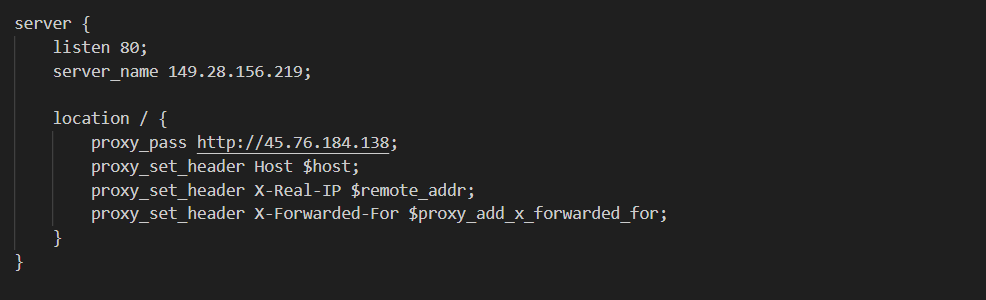 server {
    listen 80;
    server_name 149.28.156.219;

    location / {
        proxy_pass http://45.76.184.138;
        proxy_set_header Host $host;
        proxy_set_header X-Real-IP $remote_addr;
        proxy_set_header X-Forwarded-For $proxy_add_x_forwarded_for;
    }
}